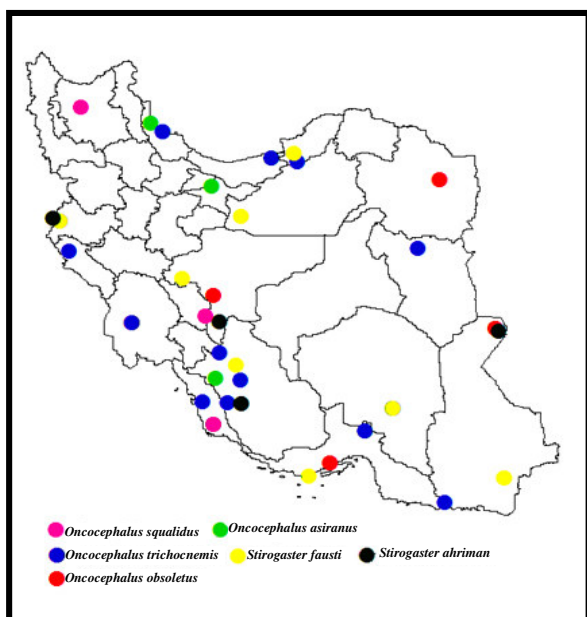 Oncocephalus squalidus Oncocephalus asiranus
Oncocephalus trichocnemis Stirogaster fausti Stirogaster ahriman
Oncocephalus obsoletus